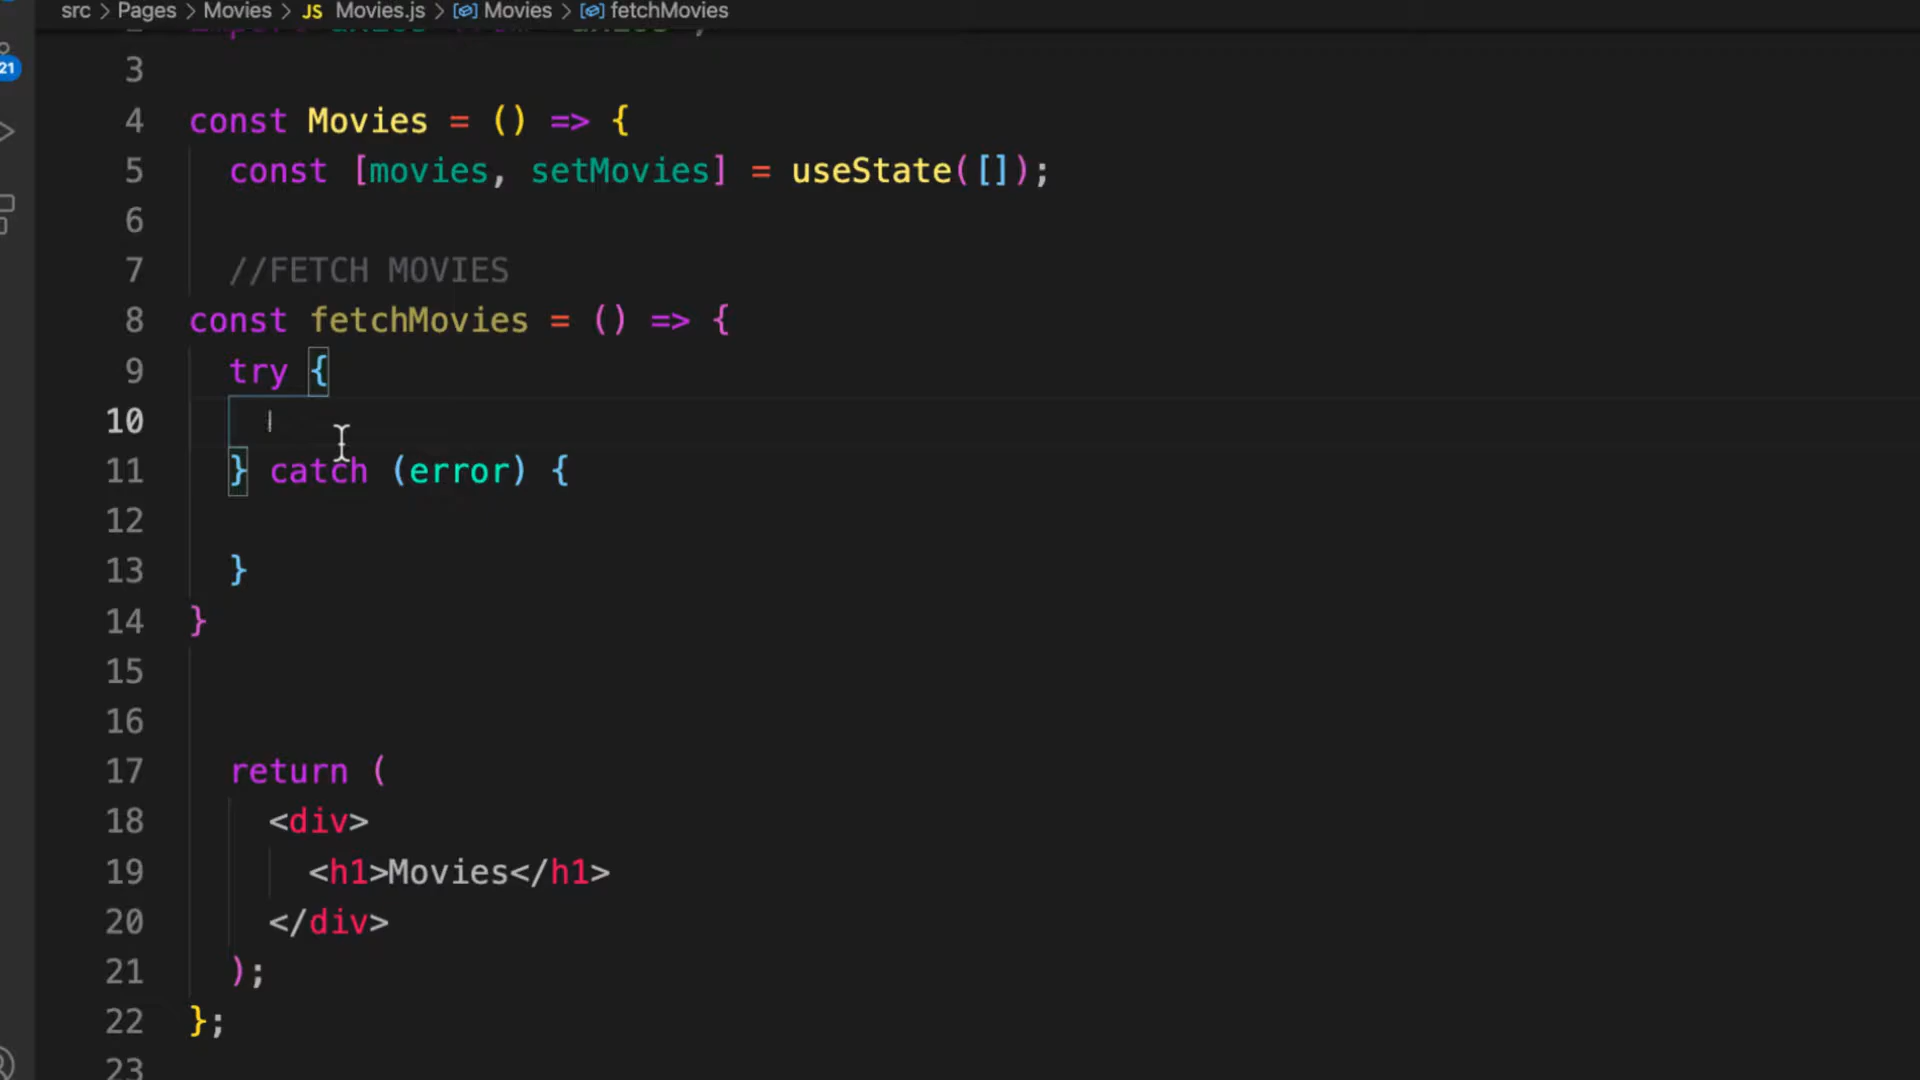 src > Pages > Movies > JS Movies.js > Movies > fetchMovies
21
3
4 const Movies = () => {
5 const [movies, setMovies] = useState([]);
6
7 //FETCH MOVIES
8 const fetchMovies = () => {
9 try {
10
11 } catch (error) {
12
13 }
14 }
15
16
17 return (
18 <div>
19 <h1>Movies</h1>
20 </div>
21 );
22 };
23